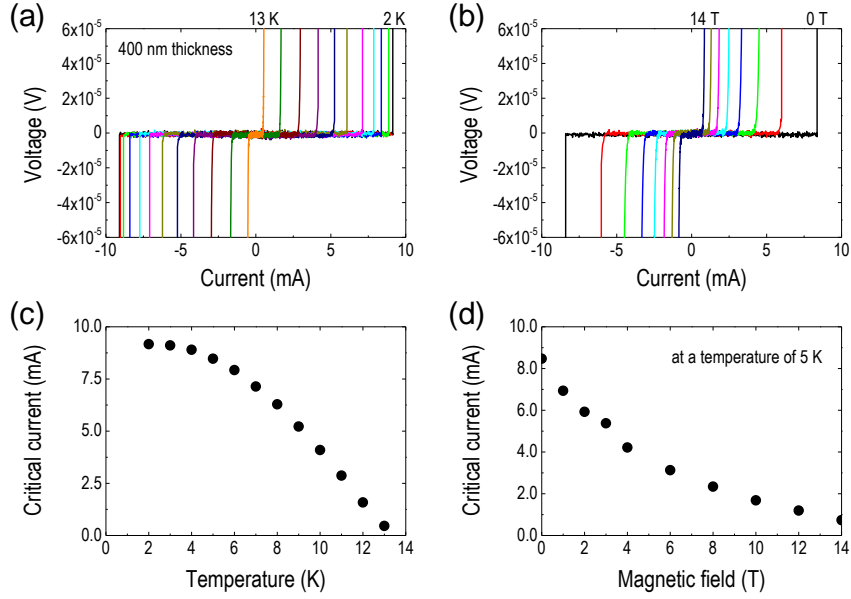 (a)
13 K 2 K
400 nm thickness
Voltage (V)
6x10⁻⁵
4x10⁻⁵
2x10⁻⁵
0
-2x10⁻⁵
-4x10⁻⁵
-6x10⁻⁵
-10 -5 0 5 10
Current (mA)
(b)
14 T 0 T
Voltage (V)
6x10⁻⁵
4x10⁻⁵
2x10⁻⁵
0
-2x10⁻⁵
-4x10⁻⁵
-6x10⁻⁵
-10 -5 0 5 10
Current (mA)
(c)
Critical current (mA)
10.0
7.5
5.0
2.5
0.0
0 2 4 6 8 10 12 14
Temperature (K)
(d)
at a temperature of 5 K
Critical current (mA)
10.0
8.0
6.0
4.0
2.0
0.0
0 2 4 6 8 10 12 14
Magnetic field (T)